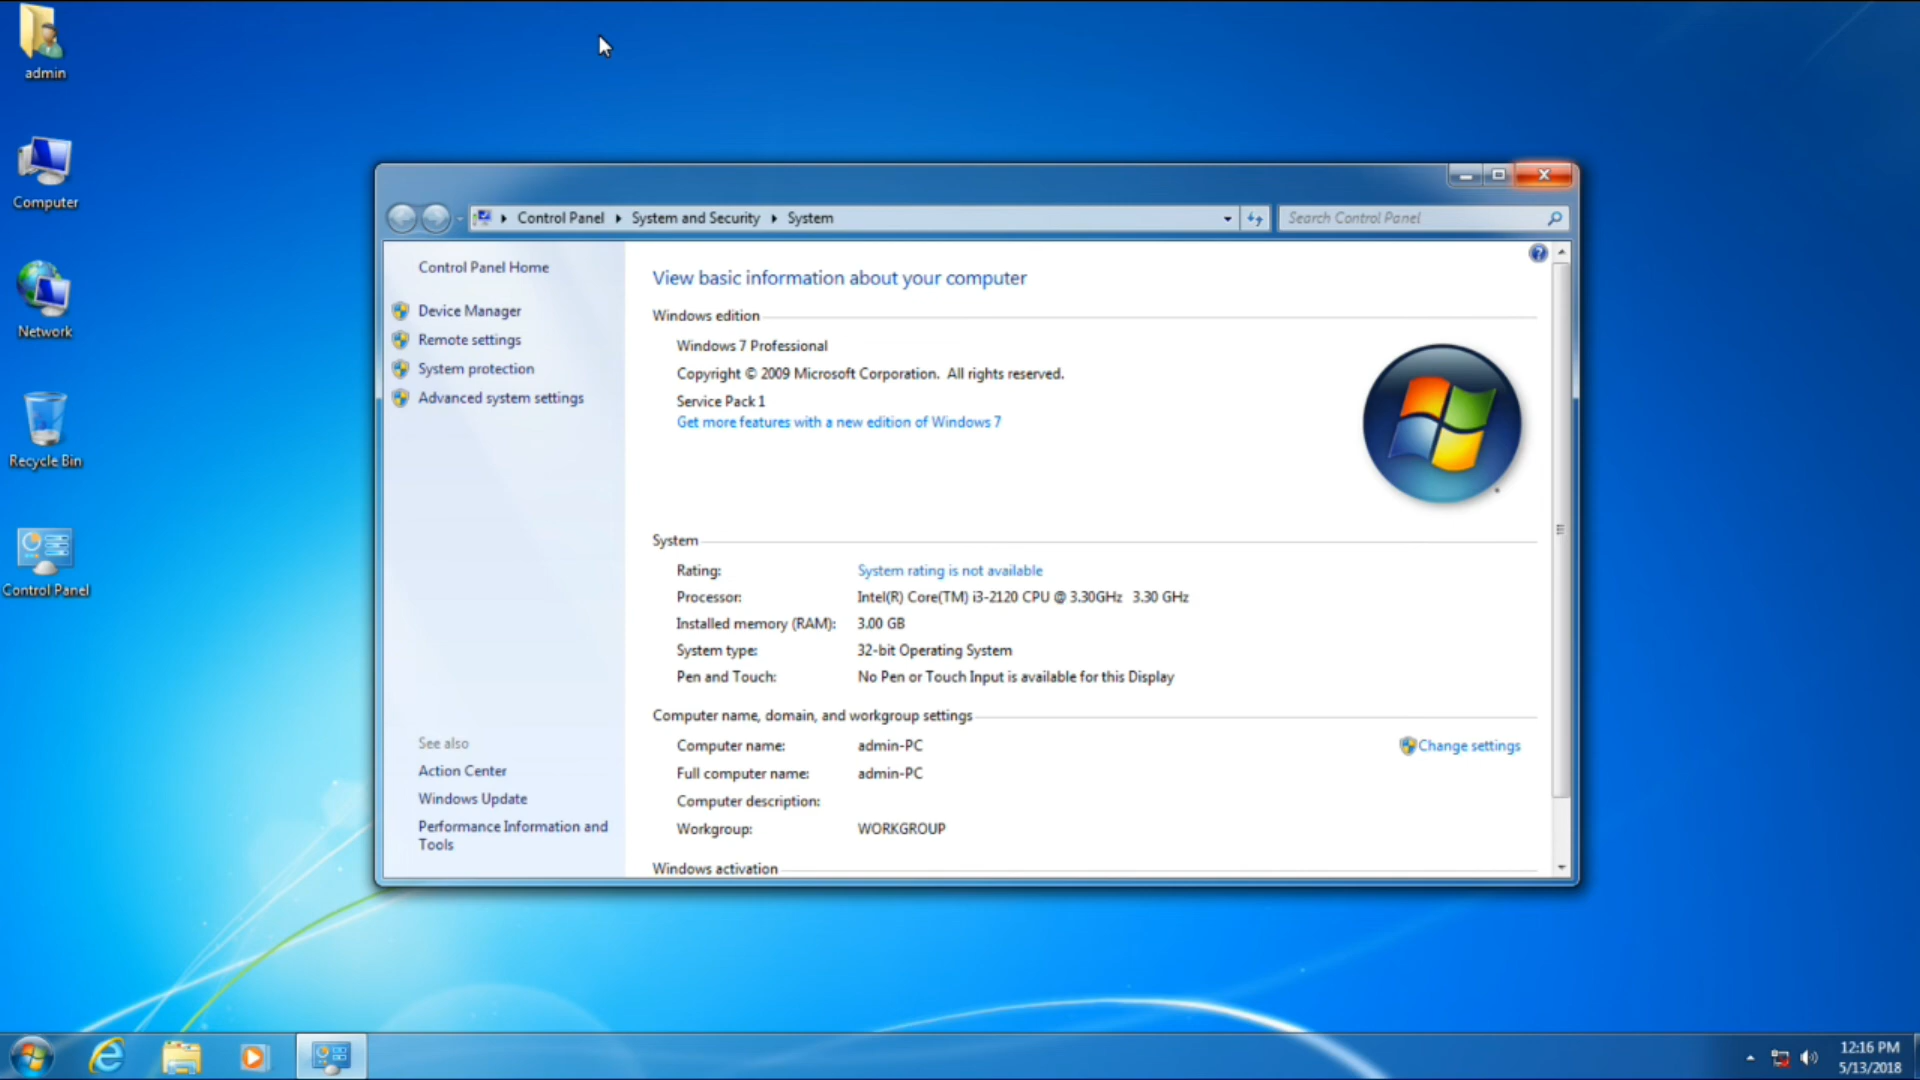 admin
Computer
Network
Recycle Bin
Control Panel
Control Panel ▸ System and Security ▸ System
Search Control Panel
Control Panel Home
Device Manager
Remote settings
System protection
Advanced system settings
See also
Action Center
Windows Update
Performance Information and
Tools
View basic information about your computer
Windows edition
Windows 7 Professional
Copyright © 2009 Microsoft Corporation. All rights reserved.
Service Pack 1
Get more features with a new edition of Windows 7
System
Rating: System rating is not available
Processor: Intel(R) Core(TM) i3-2120 CPU @ 3.30GHz 3.30 GHz
Installed memory (RAM): 3.00 GB
System type: 32-bit Operating System
Pen and Touch: No Pen or Touch Input is available for this Display
Computer name, domain, and workgroup settings
Computer name: admin-PC Change settings
Full computer name: admin-PC
Computer description:
Workgroup: WORKGROUP
Windows activation
12:16 PM
5/13/2018